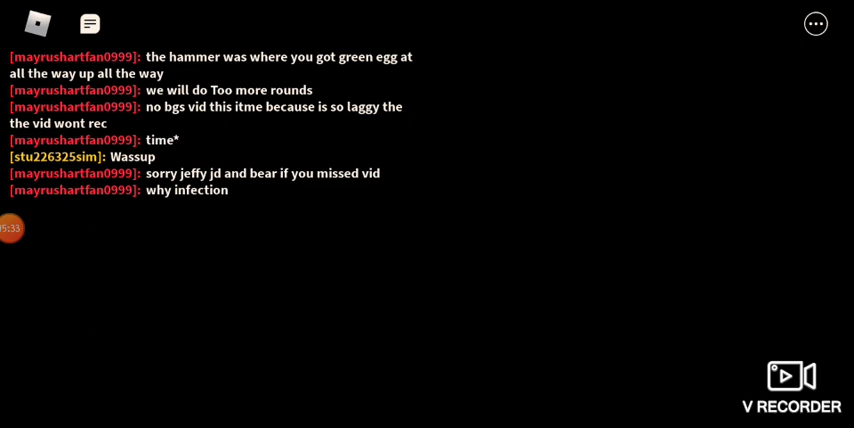 [mayrushartfan0999]: the hammer was where you got green egg at
all the way up all the way
[mayrushartfan0999]: we will do Too more rounds
[mayrushartfan0999]: no bgs vid this itme because is so laggy the
the vid wont rec
[mayrushartfan0999]: time*
[stu226325sim]: Wassup
[mayrushartfan0999]: sorry jeffy jd and bear if you missed vid
[mayrushartfan0999]: why infection
V RECORDER